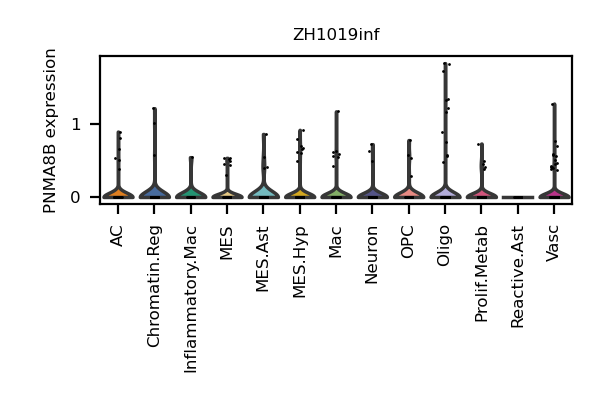 ZH1019inf
PNMA8B expression
1
0
AC
Chromatin.Reg
Inflammatory.Mac
MES
MES.Ast
MES.Hyp
Mac
Neuron
OPC
Oligo
Prolif.Metab
Reactive.Ast
Vasc